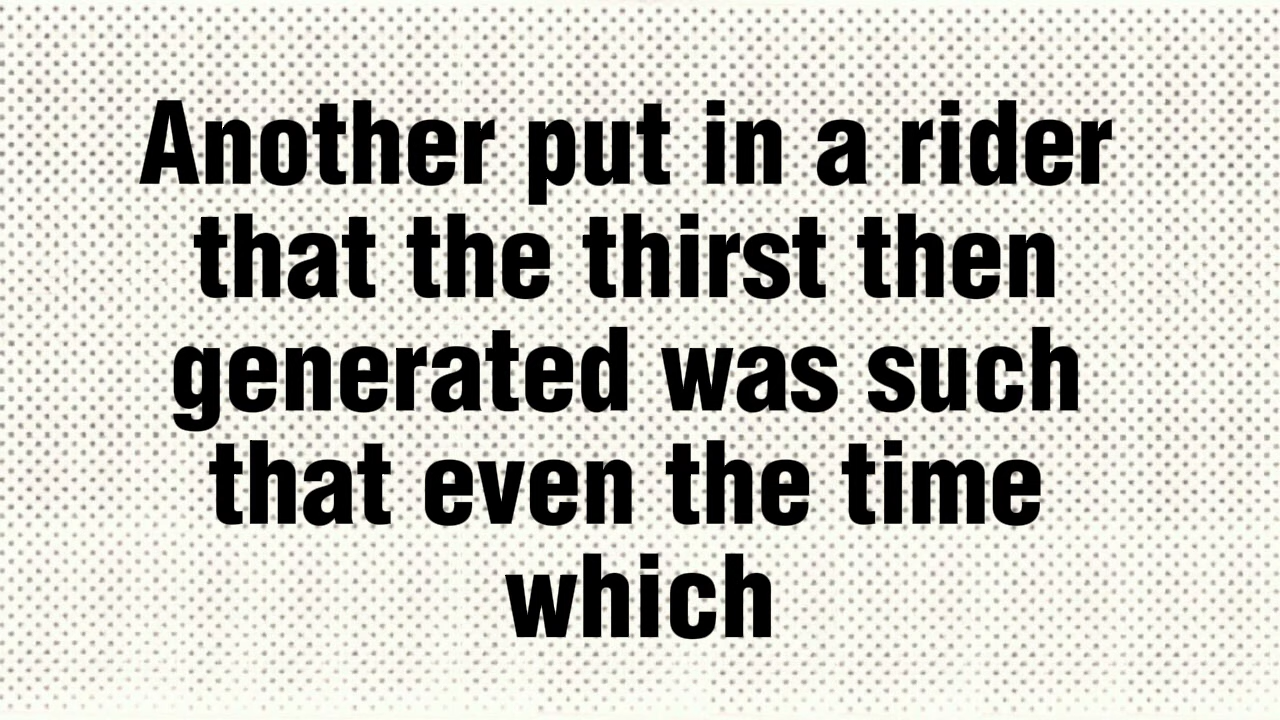 Another put in a rider
that the thirst then
generated was such
that even the time
which